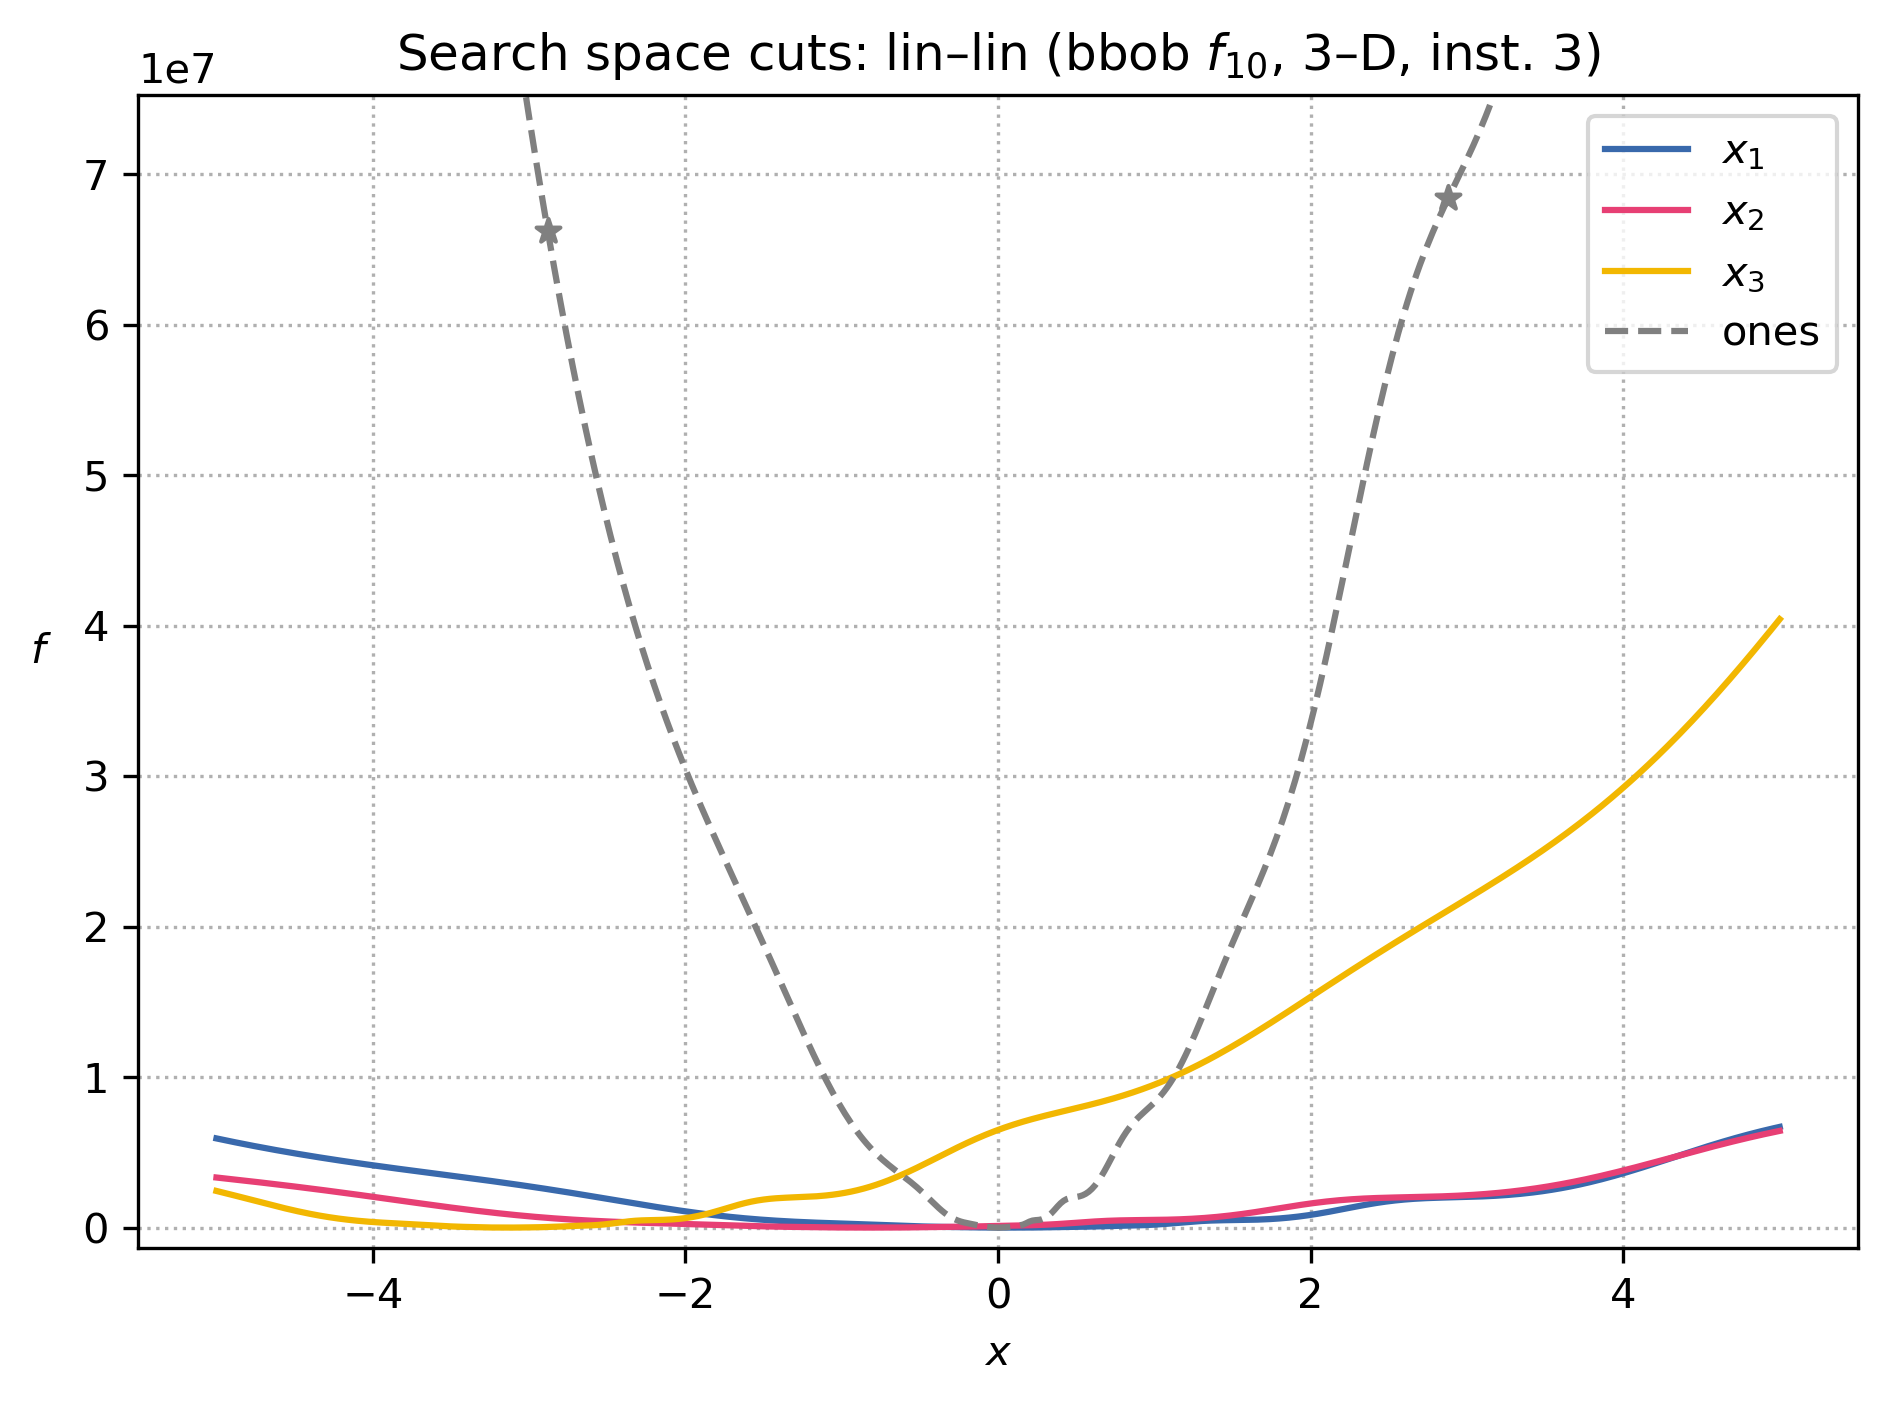 Search space cuts: lin–lin (bbob f₁₀, 3–D, inst. 3)
1e7
7
6
5
4
3
2
1
0
f
−4
−2
0
2
4
x
x₁
x₂
x₃
ones